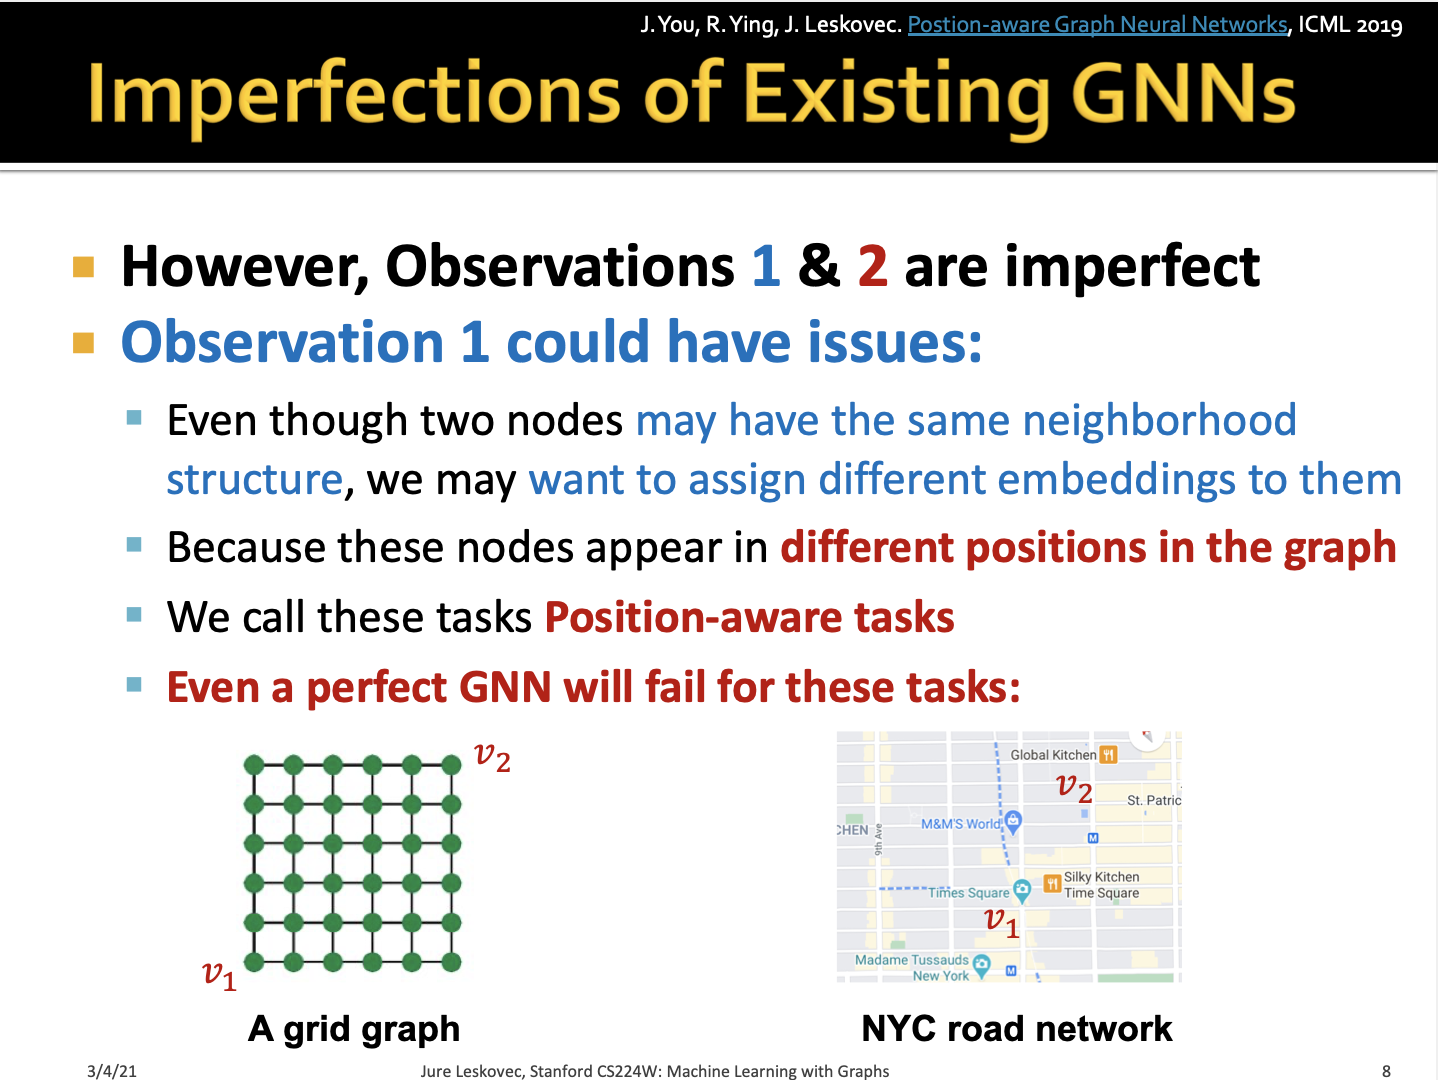 J. You, R. Ying, J. Leskovec. Postion-aware Graph Neural Networks, ICML 2019
Imperfections of Existing GNNs
However, Observations 1 & 2 are imperfect
Observation 1 could have issues:
Even though two nodes may have the same neighborhood
structure, we may want to assign different embeddings to them
Because these nodes appear in different positions in the graph
We call these tasks Position-aware tasks
Even a perfect GNN will fail for these tasks:
v2
v1
A grid graph
Global Kitchen
v2
St. Patric
M&M'S World
CHEN
9th Ave
Silky Kitchen
Time Square
Times Square
v1
Madame Tussauds
New York
M
M
NYC road network
3/4/21
Jure Leskovec, Stanford CS224W: Machine Learning with Graphs
8